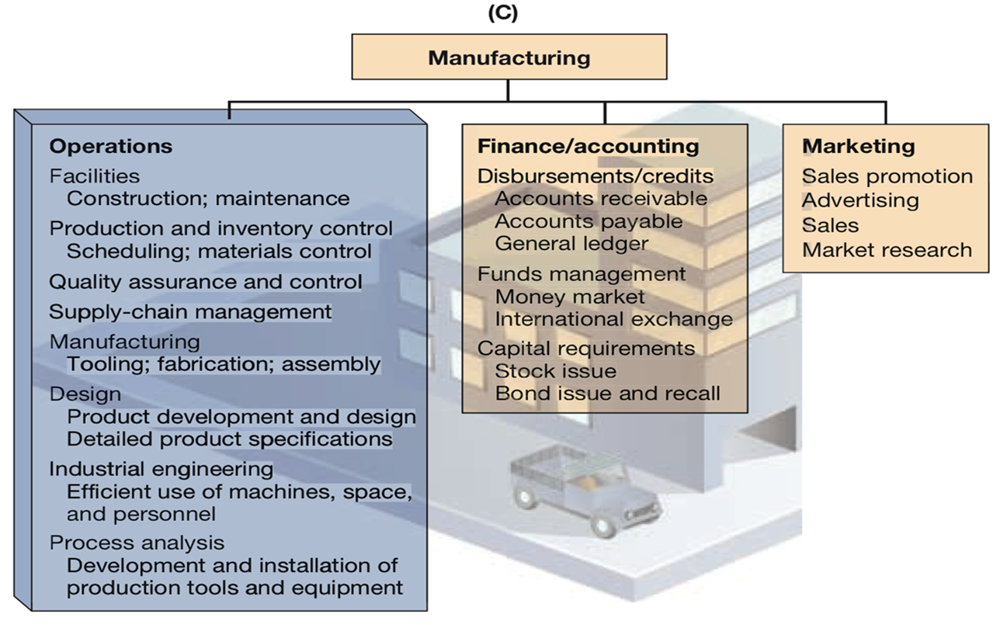 (C)
Manufacturing
Operations
Facilities
Construction; maintenance
Production and inventory control
Scheduling; materials control
Quality assurance and control
Supply-chain management
Manufacturing
Tooling; fabrication; assembly
Design
Product development and design
Detailed product specifications
Industrial engineering
Efficient use of machines, space,
and personnel
Process analysis
Development and installation of
production tools and equipment
Finance/accounting
Disbursements/credits
Accounts receivable
Accounts payable
General ledger
Funds management
Money market
International exchange
Capital requirements
Stock issue
Bond issue and recall
Marketing
Sales promotion
Advertising
Sales
Market research